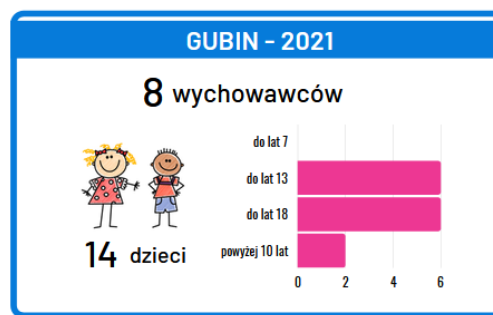 GUBIN - 2021
8 wychowawców
do lat 7
do lat 13
do lat 18
powyżej 10 lat
0 2 4 6
14 dzieci